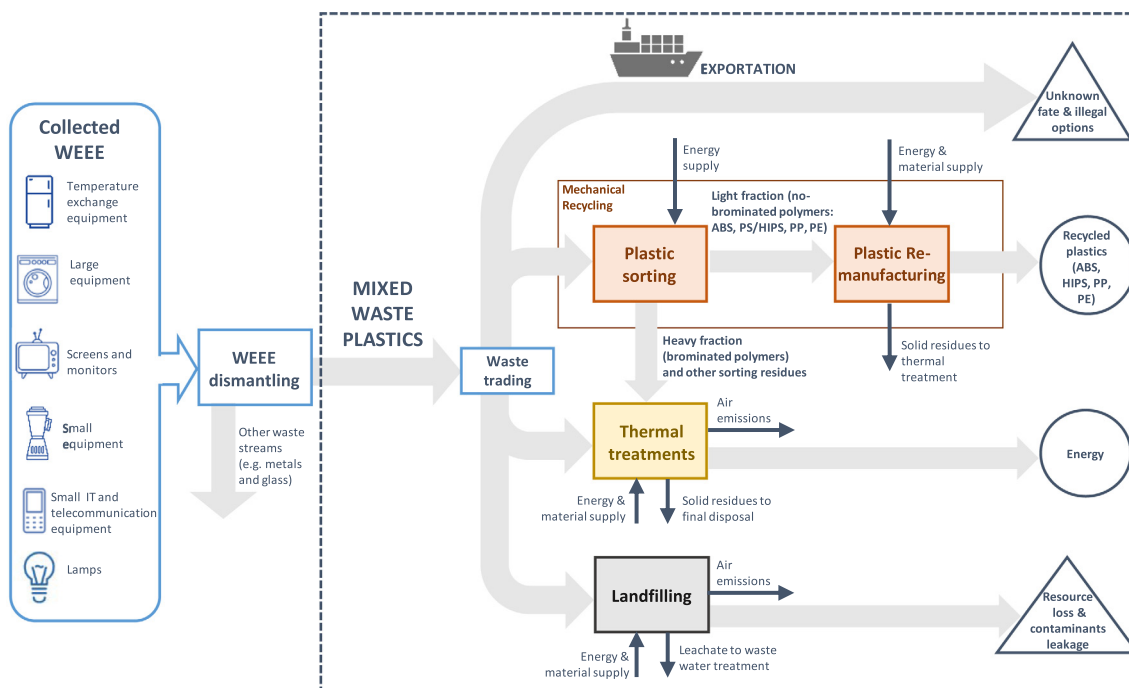 Collected
WEEE
Temperature
exchange
equipment
Large
equipment
Screens and
monitors
Small
equipment
Small IT and
telecommunication
equipment
Lamps
WEEE
dismantling
Other waste
streams
(e.g. metals
and glass)
MIXED
WASTE
PLASTICS
Waste
trading
EXPORTATION
Unknown
fate & illegal
options
Mechanical
Recycling
Energy
supply
Light fraction (no-
brominated polymers:
ABS, PS/HIPS, PP, PE)
Energy &
material supply
Plastic
sorting
Plastic Re-
manufacturing
Recycled
plastics
(ABS,
HIPS, PP,
PE)
Heavy fraction
(brominated polymers)
and other sorting residues
Solid residues to
thermal
treatment
Thermal
treatments
Air
emissions
Energy
Energy &
material supply
Solid residues to
final disposal
Landfilling
Air
emissions
Resource
loss &
contaminants
leakage
Energy &
material supply
Leachate to waste
water treatment